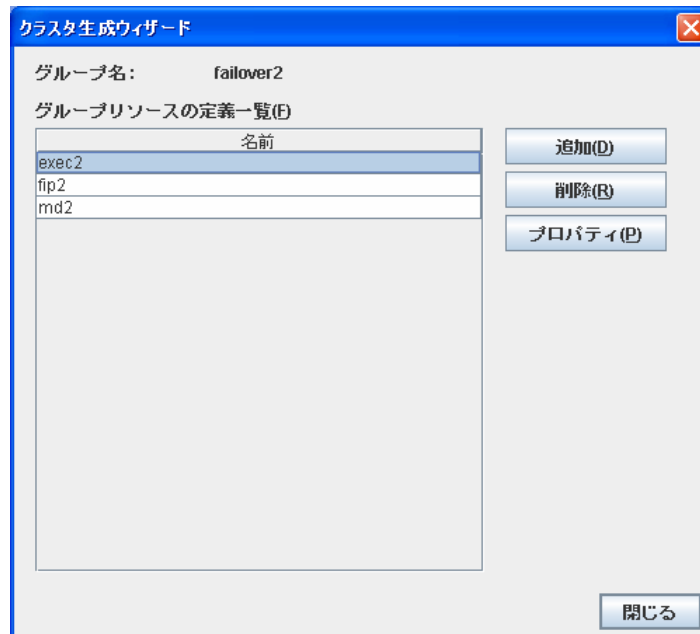 クラスタ生成ウィザード
グループ名: failover2
グループリソースの定義一覧(F)
名前
exec2
fip2
md2
追加(D)
削除(R)
プロパティ(P)
閉じる